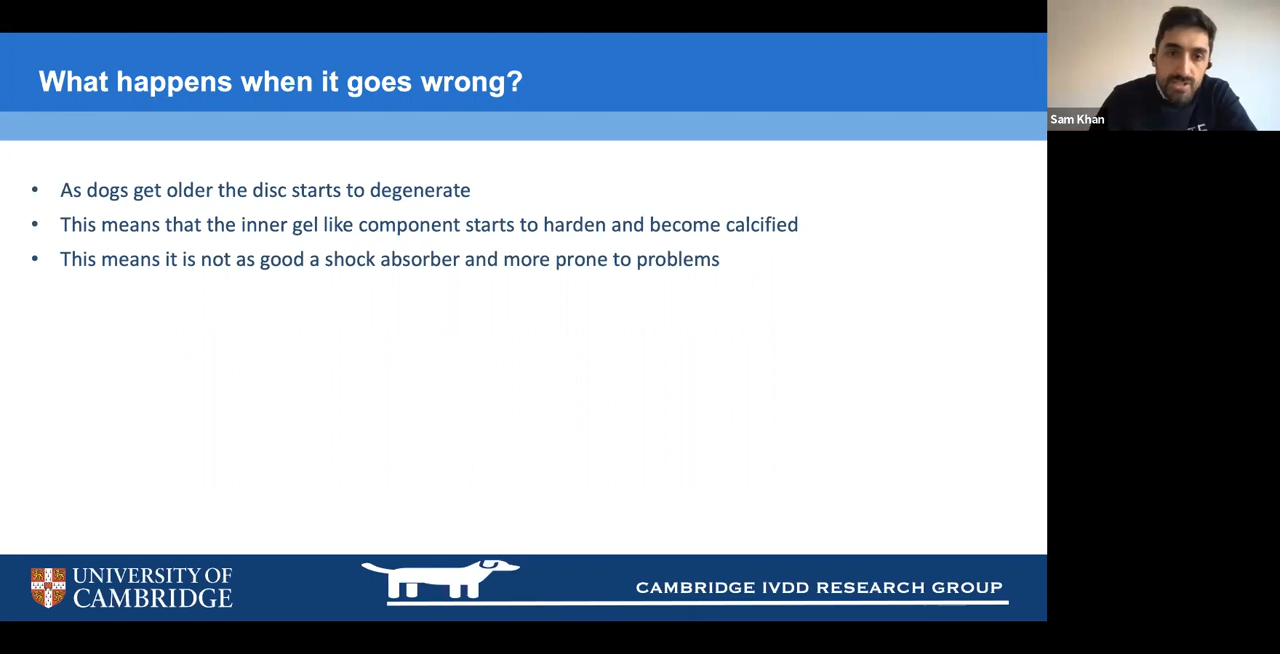 What happens when it goes wrong?
Sam Khan
• As dogs get older the disc starts to degenerate
• This means that the inner gel like component starts to harden and become calcified
• This means it is not as good a shock absorber and more prone to problems
UNIVERSITY OF
CAMBRIDGE
CAMBRIDGE IVDD RESEARCH GROUP